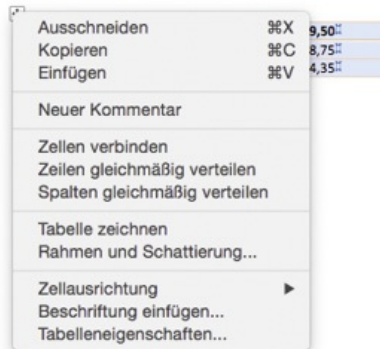 Ausschneiden ⌘X
9,50
Kopieren ⌘C
8,75
Einfügen ⌘V
4,35
Neuer Kommentar
Zellen verbinden
Zeilen gleichmäßig verteilen
Spalten gleichmäßig verteilen
Tabelle zeichnen
Rahmen und Schattierung...
Zellausrichtung ▶
Beschriftung einfügen...
Tabelleneigenschaften...